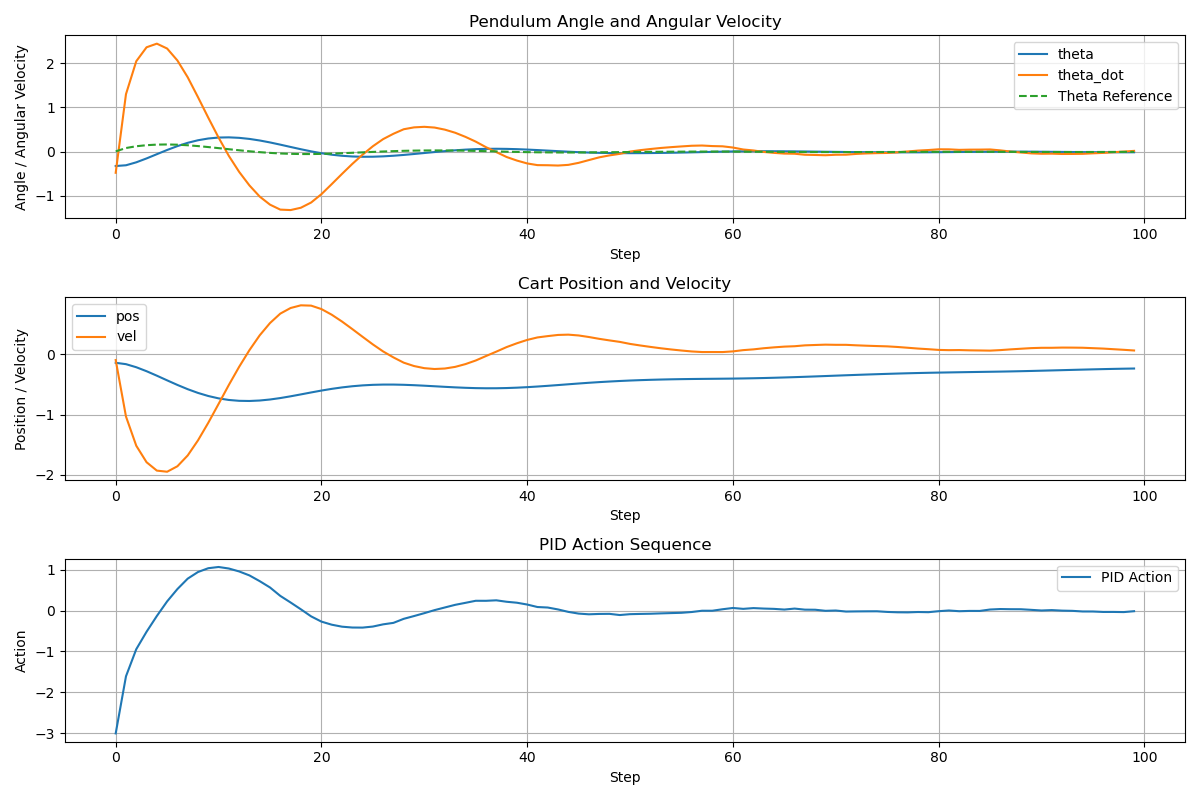 Pendulum Angle and Angular Velocity
Angle / Angular Velocity
2
1
0
−1
theta
theta_dot
Theta Reference
0 20 40 60 80 100
Step
Cart Position and Velocity
Position / Velocity
0
−1
−2
pos
vel
0 20 40 60 80 100
Step
PID Action Sequence
Action
1
0
−1
−2
−3
PID Action
0 20 40 60 80 100
Step